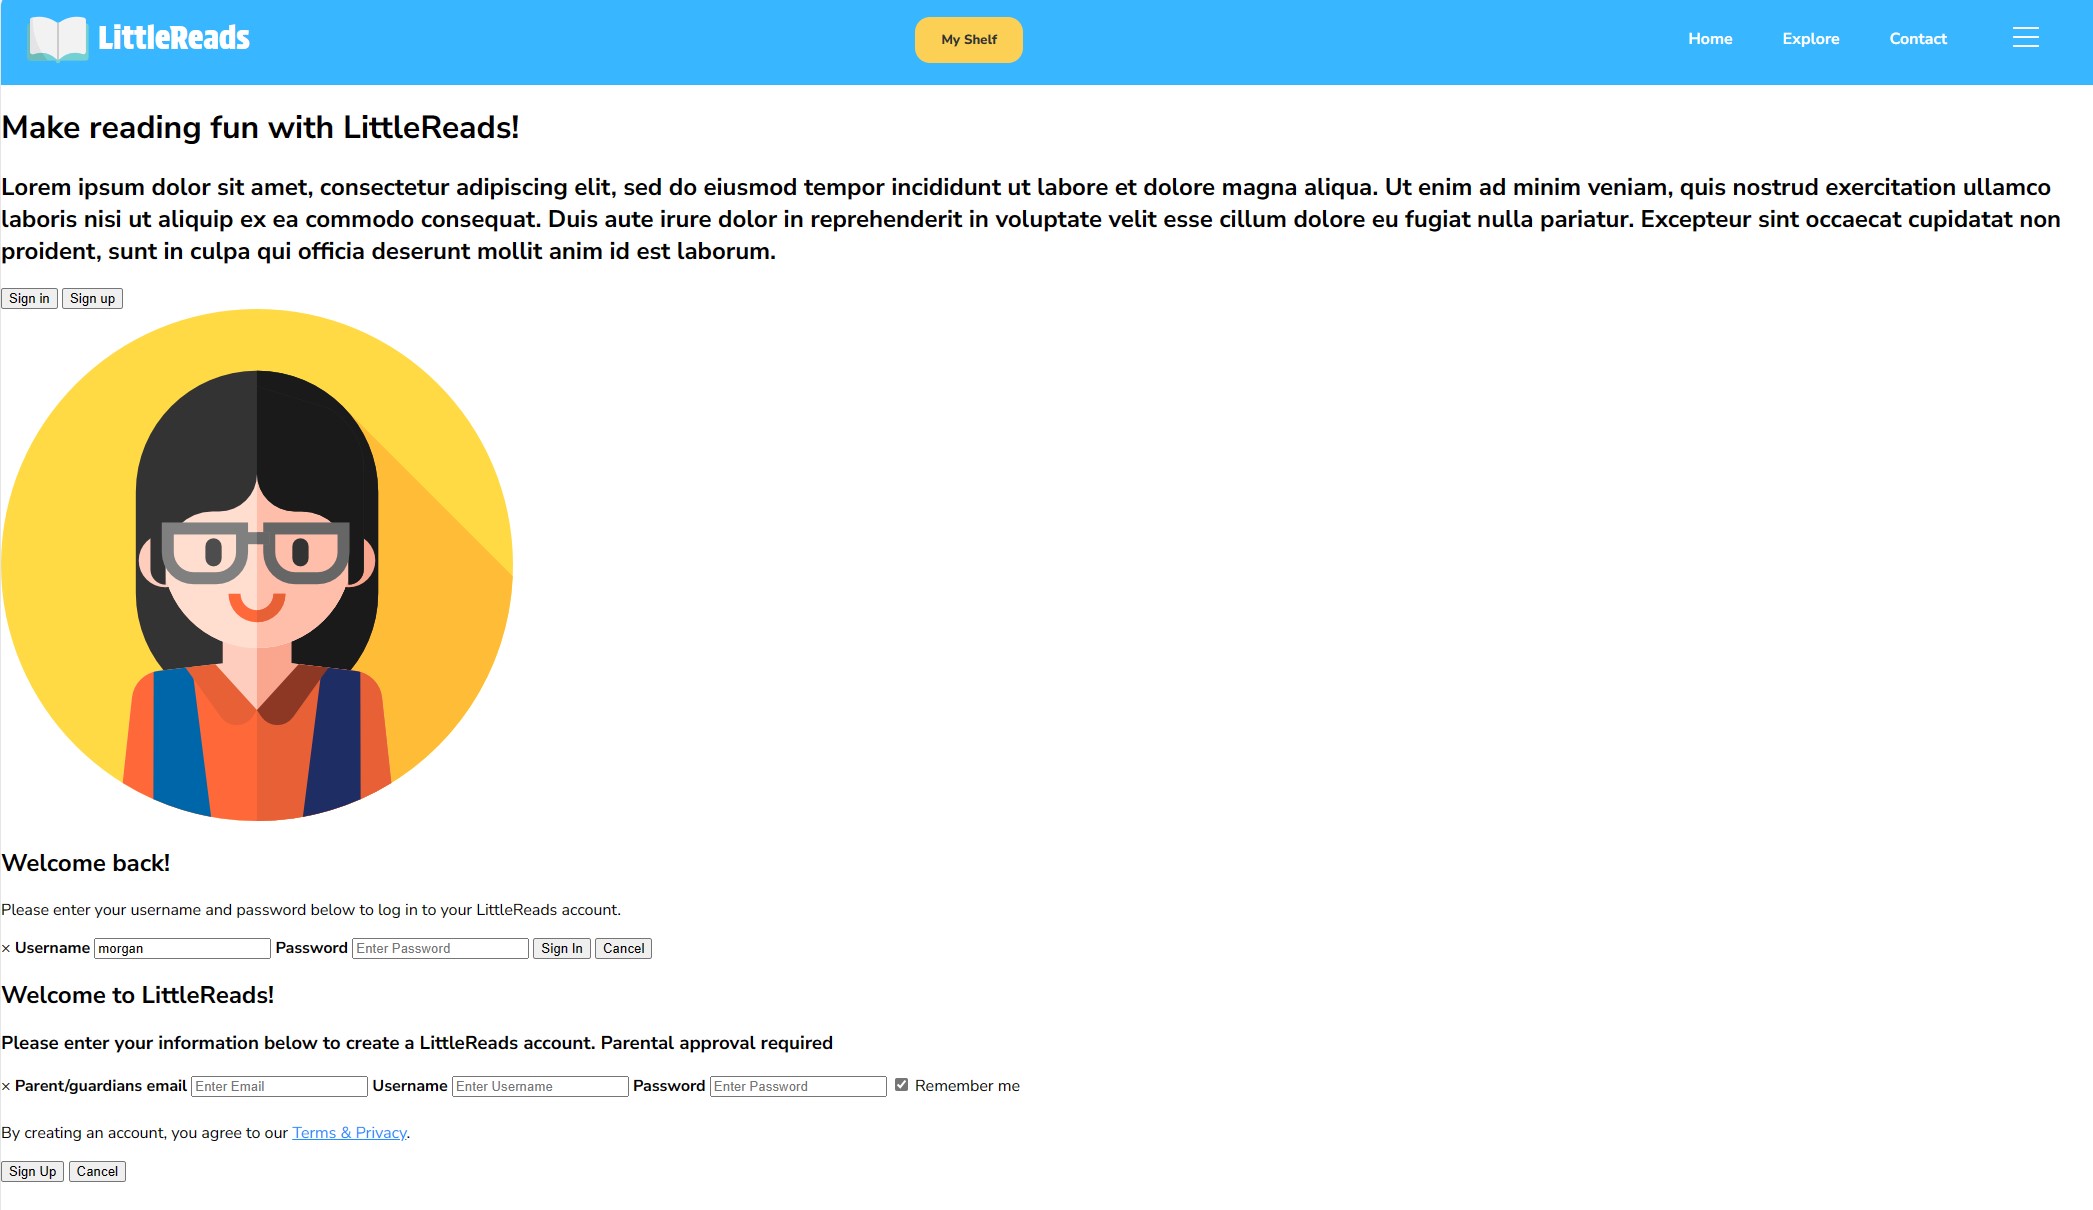 LittleReads My Shelf Home Explore Contact
Make reading fun with LittleReads!
Lorem ipsum dolor sit amet, consectetur adipiscing elit, sed do eiusmod tempor incididunt ut labore et dolore magna aliqua. Ut enim ad minim veniam, quis nostrud exercitation ullamco
laboris nisi ut aliquip ex ea commodo consequat. Duis aute irure dolor in reprehenderit in voluptate velit esse cillum dolore eu fugiat nulla pariatur. Excepteur sint occaecat cupidatat non
proident, sunt in culpa qui officia deserunt mollit anim id est laborum.
Sign in Sign up
Welcome back!
Please enter your username and password below to log in to your LittleReads account.
× Username morgan Password Enter Password Sign In Cancel
Welcome to LittleReads!
Please enter your information below to create a LittleReads account. Parental approval required
× Parent/guardians email Enter Email Username Enter Username Password Enter Password Remember me
By creating an account, you agree to our Terms & Privacy.
Sign Up Cancel